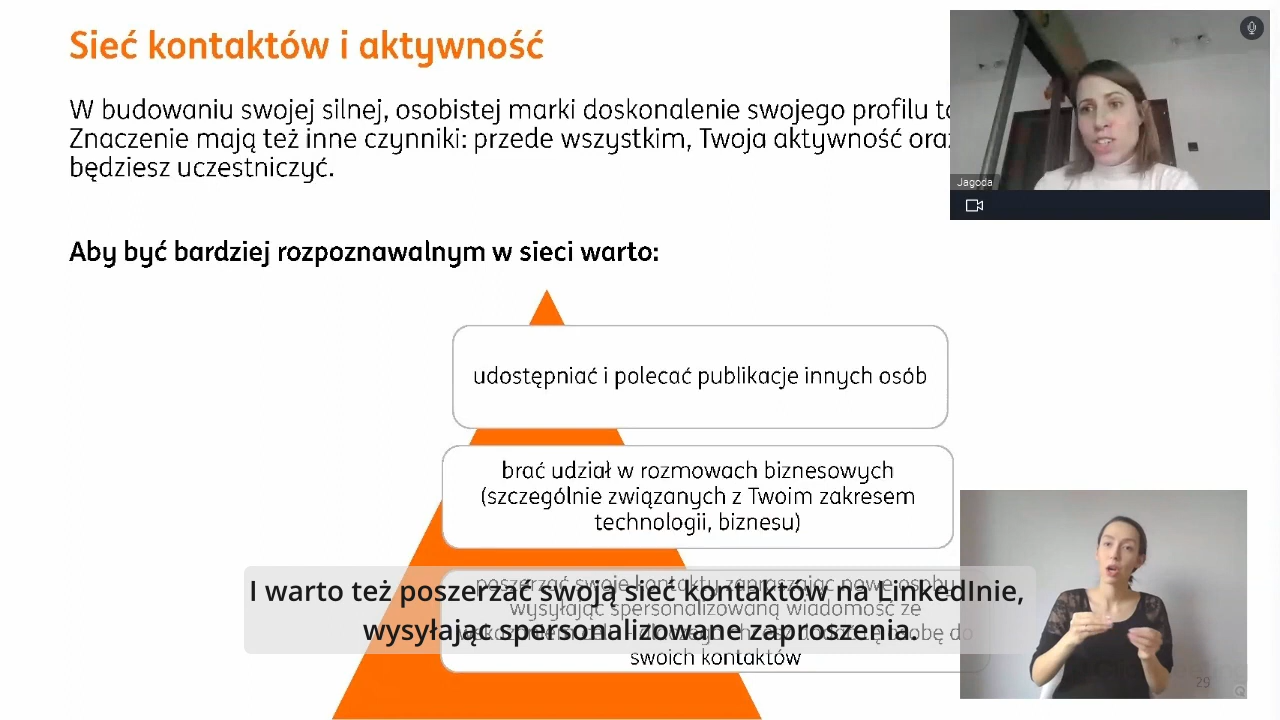 Sieć kontaktów i aktywność
W budowaniu swojej silnej, osobistej marki doskonalenie swojego profilu
Znaczenie mają też inne czynniki: przede wszystkim, Twoja aktywność
będziesz uczestniczyć.
Jagoda
Aby być bardziej rozpoznawalnym w sieci warto:
udostępniać i polecać publikacje innych osób
brać udział w rozmowach biznesowych
(szczególnie związanych z Twoim zakresem
technologii, biznesu)
poszerzać swoje kontakty zapraszając nowe osoby,
wysyłając spersonalizowaną wiadomość ze
osobę do
swoich kontaktów
I warto też poszerzać swoją sieć kontaktów na LinkedInie,
wysyłając spersonalizowane zaproszenia.
29